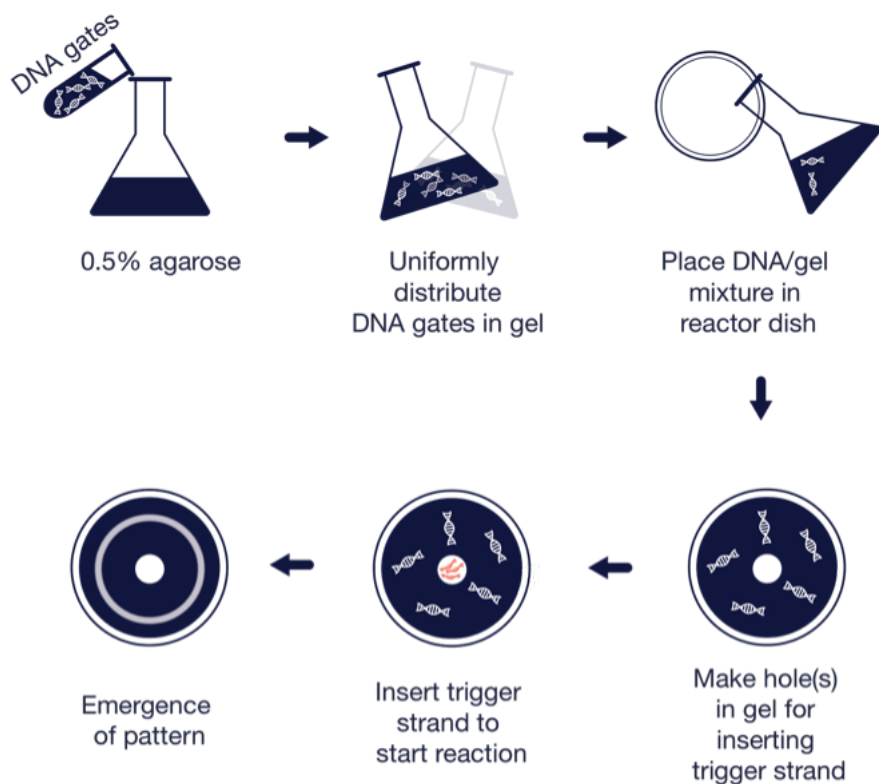 DNA gates
0.5% agarose
Uniformly
distribute
DNA gates in gel
Place DNA/gel
mixture in
reactor dish
Make hole(s)
in gel for
inserting
trigger strand
Insert trigger
strand to
start reaction
Emergence
of pattern